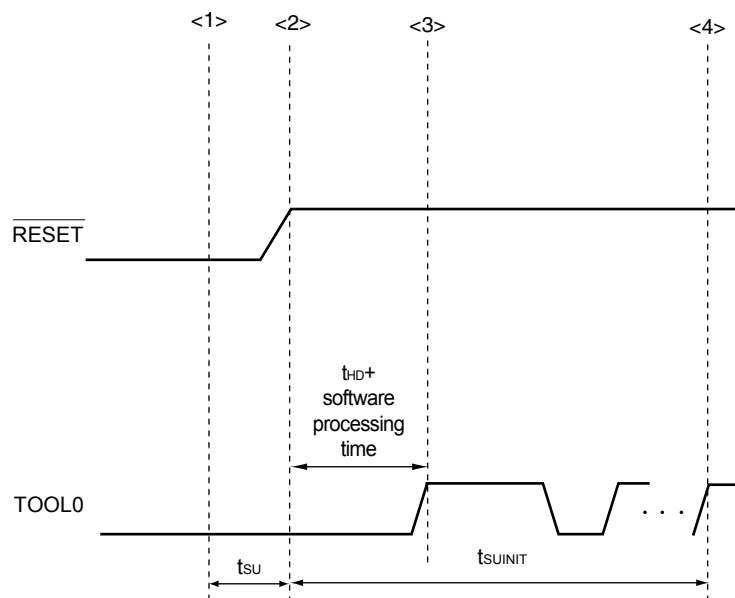 <1> <2> <3> <4>
RESET
tHD+
software
processing
time
TOOL0
. . .
tSU
tSUINIT